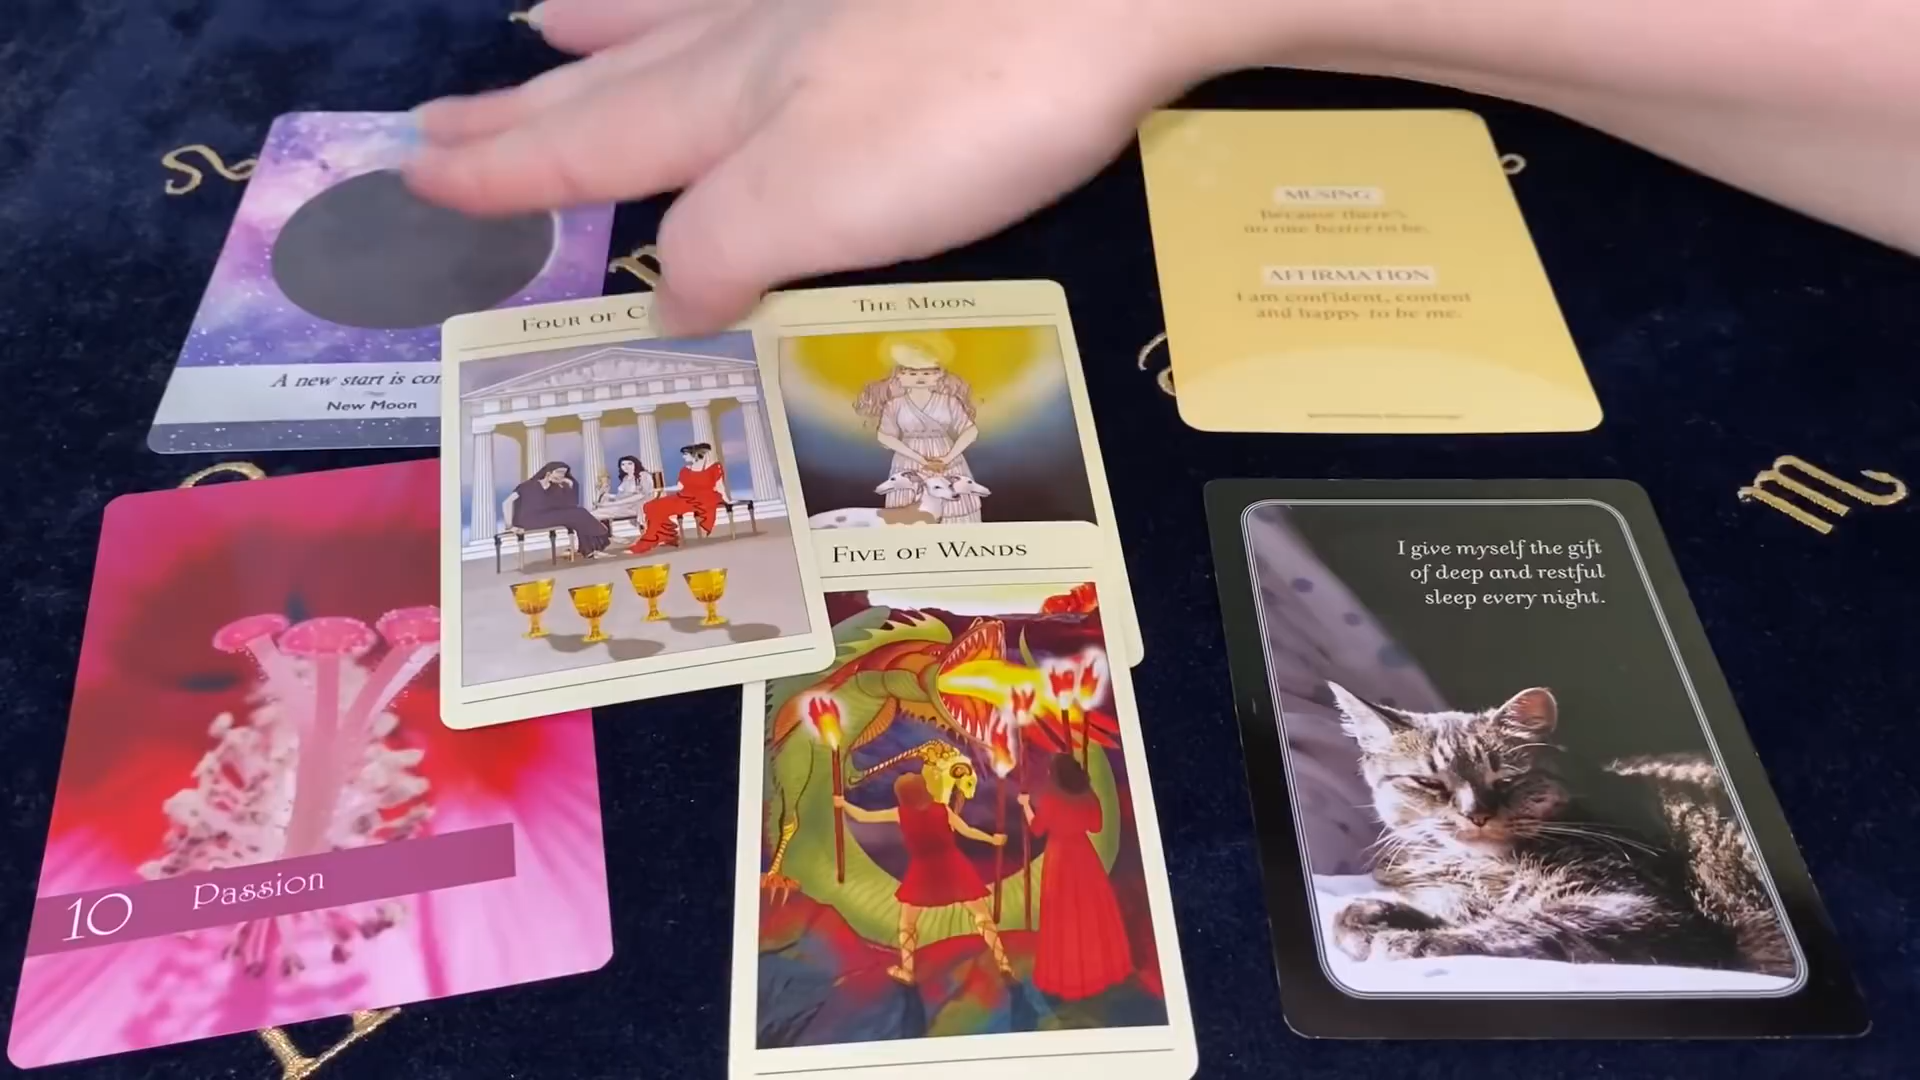 MUSING
Because there's
no one better to be.
AFFIRMATION
I am confident, content
and happy to be me.
FOUR OF
THE MOON
A new start is
New Moon
FIVE OF WANDS
I give myself the gift
of deep and restful
sleep every night.
10 Passion